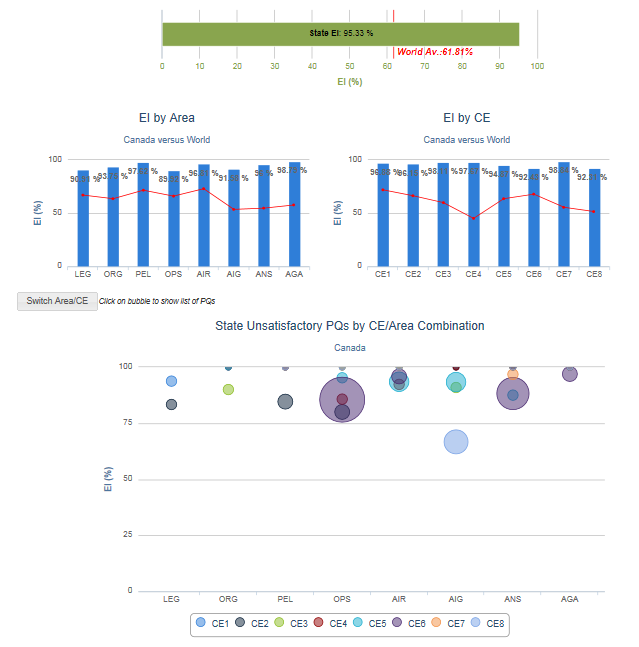 State EI: 95.33 %
World Av.:61.81%
0 10 20 30 40 50 60 70 80 90 100
EI (%)
EI by Area
Canada versus World
100
50
0
EI (%)
LEG ORG PEL OPS AIR AIG ANS AGA
EI by CE
Canada versus World
100
50
0
EI (%)
CE1 CE2 CE3 CE4 CE5 CE6 CE7 CE8
Switch Area/CE Click on bubble to show list of PQs
State Unsatisfactory PQs by CE/Area Combination
Canada
100
75
50
25
0
EI (%)
LEG ORG PEL OPS AIR AIG ANS AGA
CE1 CE2 CE3 CE4 CE5 CE6 CE7 CE8